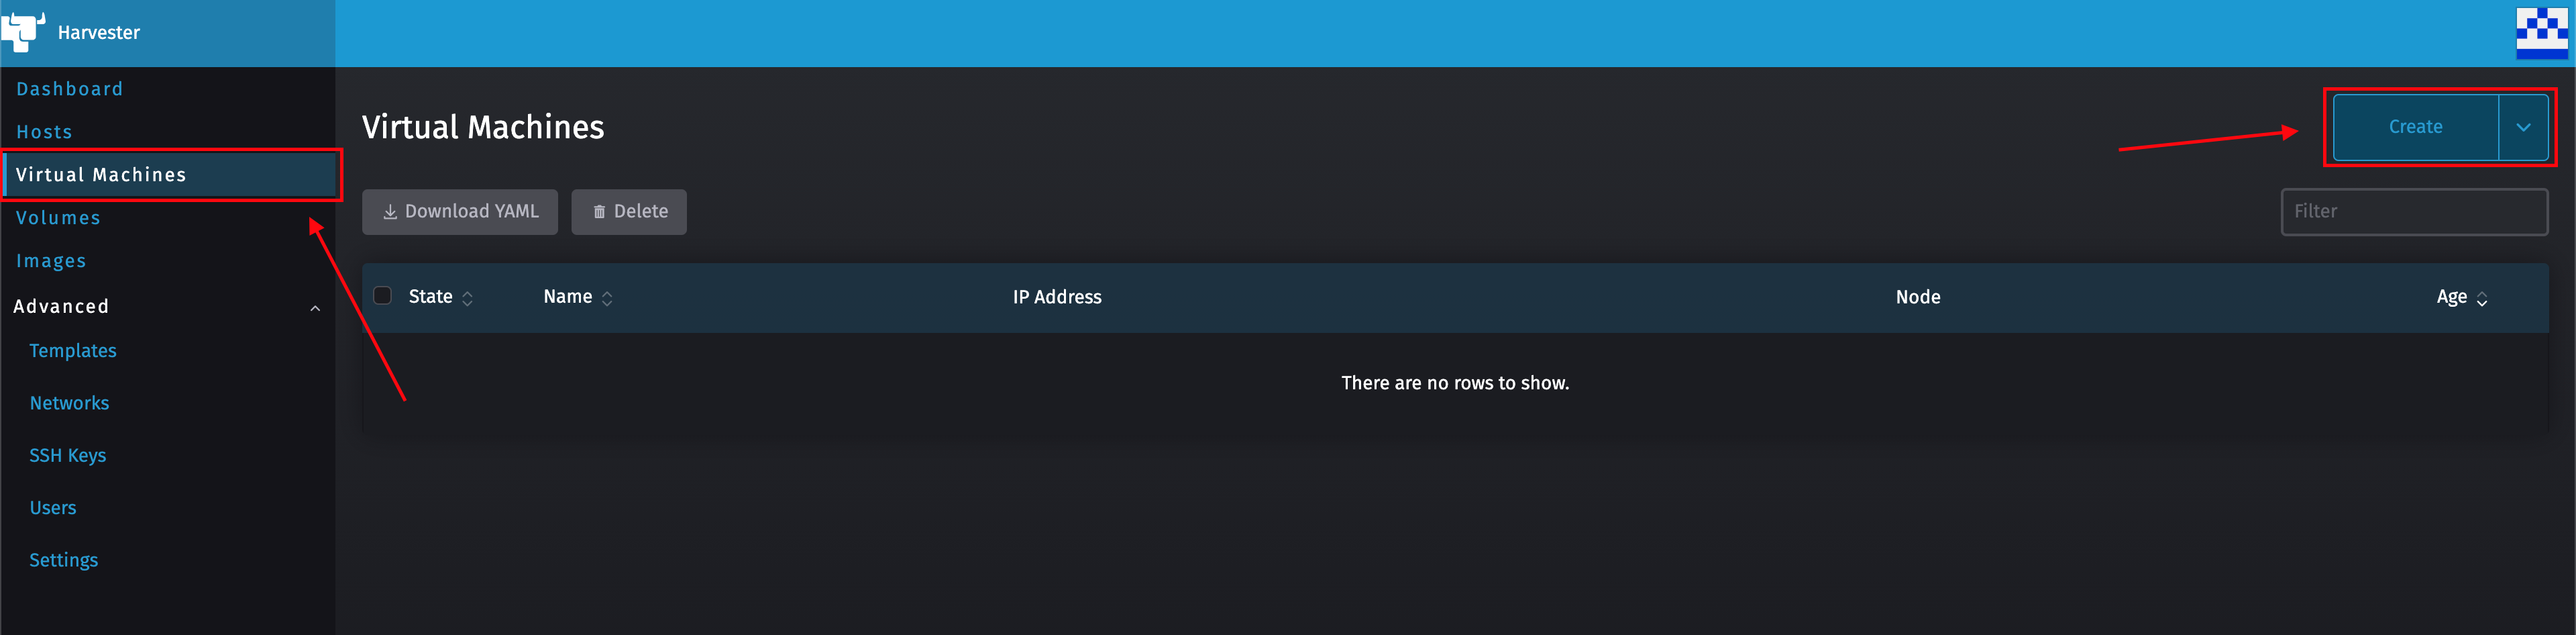 Harvester
Dashboard
Hosts
Virtual Machines
Volumes
Images
Advanced
Templates
Networks
SSH Keys
Users
Settings
Virtual Machines
Create
Download YAML
Delete
Filter
State
Name
IP Address
Node
Age
There are no rows to show.